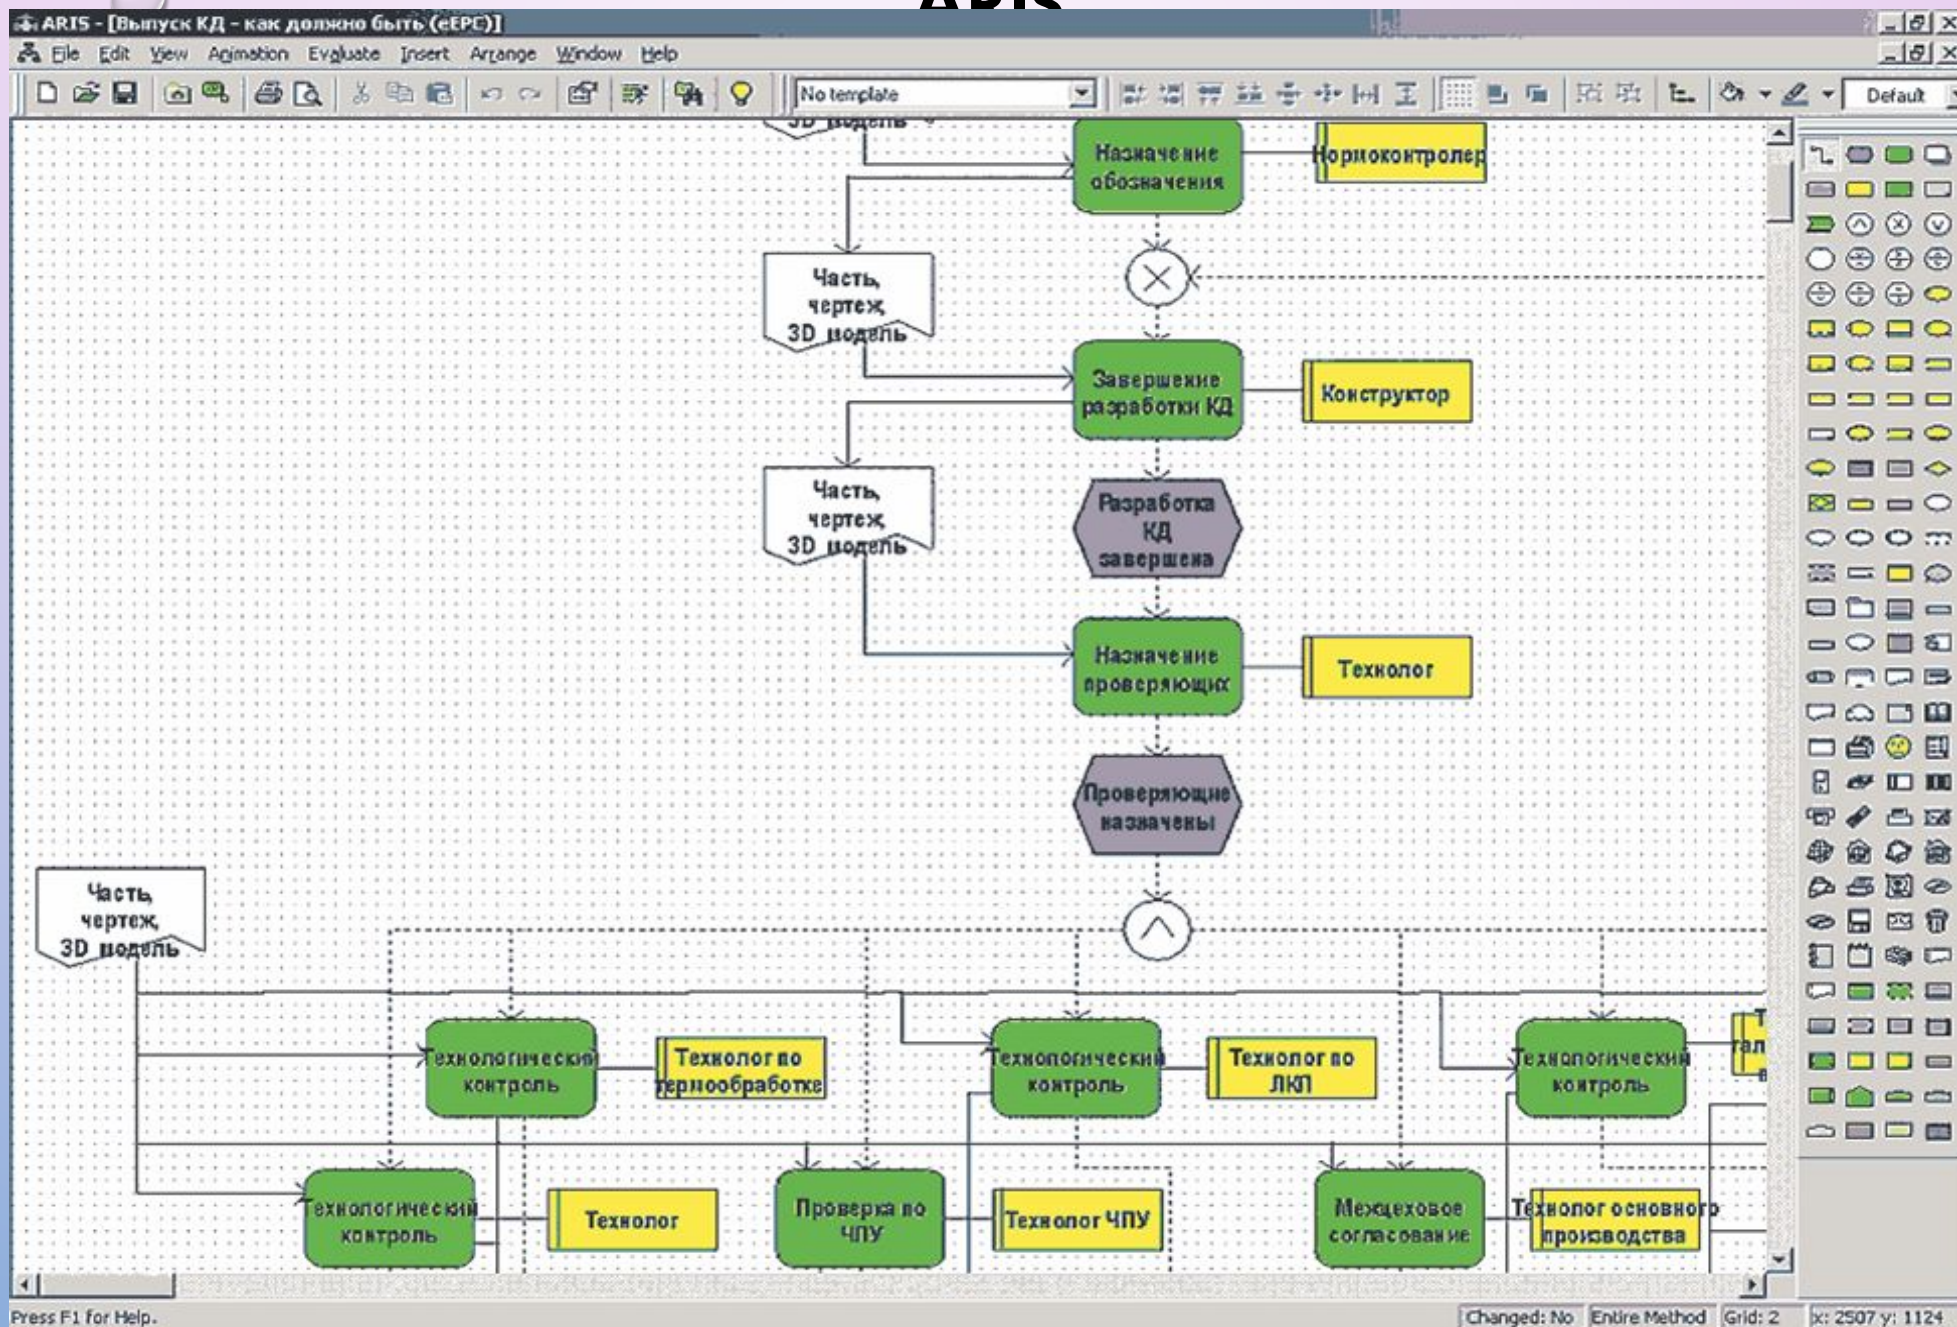 ARIS
ARIS - [Выпуск КД - как должно быть (eEPC)]
File Edit View Animation Evaluate Insert Arrange Window Help
No template
Default
3D модель
Назначение
обозначения
Нормоконтролер
Часть,
чертеж,
3D модель
Завершение
разработки КД
Конструктор
Часть,
чертеж,
3D модель
Разработка
КД
завершена
Назначение
проверяющих
Технолог
Проверяющие
назначены
Часть,
чертеж,
3D модель
Технологический
контроль
Технолог по
термообработке
Технологический
контроль
Технолог по
ЛКП
Технологический
контроль
Технологический
контроль
Технолог
Проверка по
ЧПУ
Технолог ЧПУ
Межцеховое
согласование
Технолог основного
производства
Press F1 for Help.
Changed: No Entire Method Grid: 2 x: 2507 y: 1124